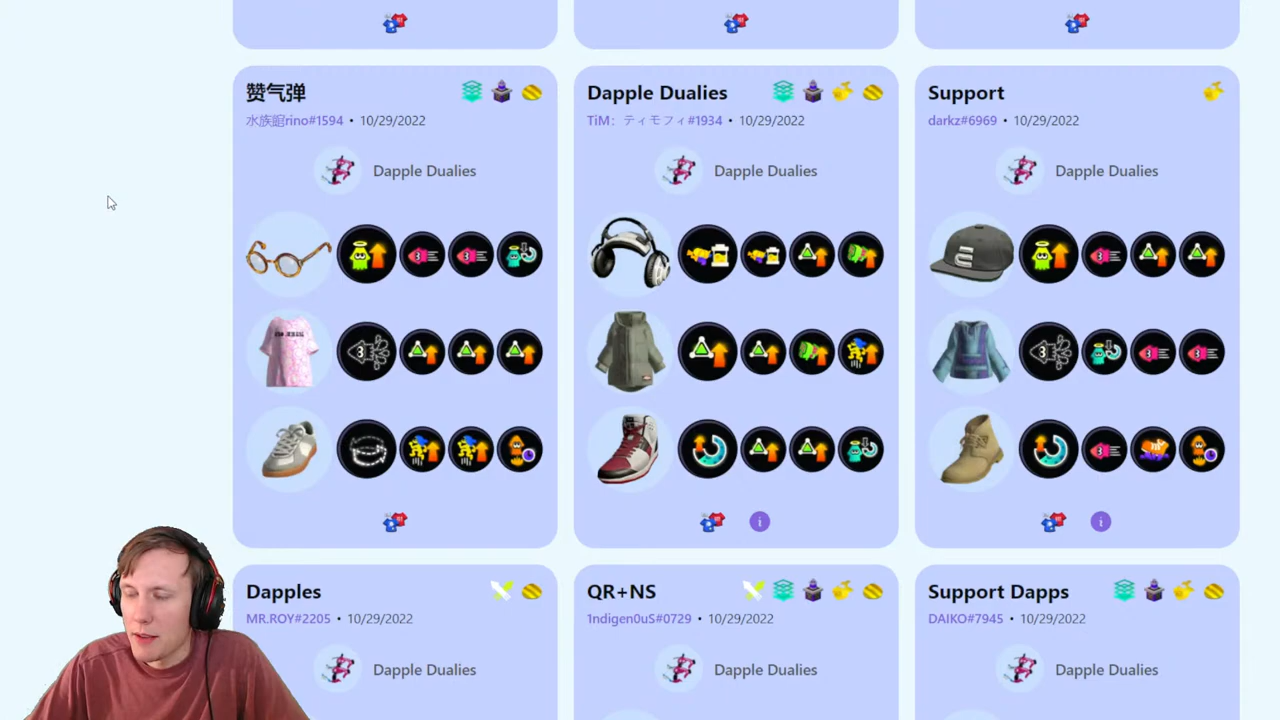 赞气弹
水族館rino#1594 • 10/29/2022
Dapple Dualies
Dapple Dualies
TiM: ティモフィ#1934 • 10/29/2022
Dapple Dualies
Support
darkz#6969 • 10/29/2022
Dapple Dualies
Dapples
MR.ROY#2205 • 10/29/2022
Dapple Dualies
QR+NS
1ndigen0uS#0729 • 10/29/2022
Dapple Dualies
Support Dapps
DAIKO#7945 • 10/29/2022
Dapple Dualies